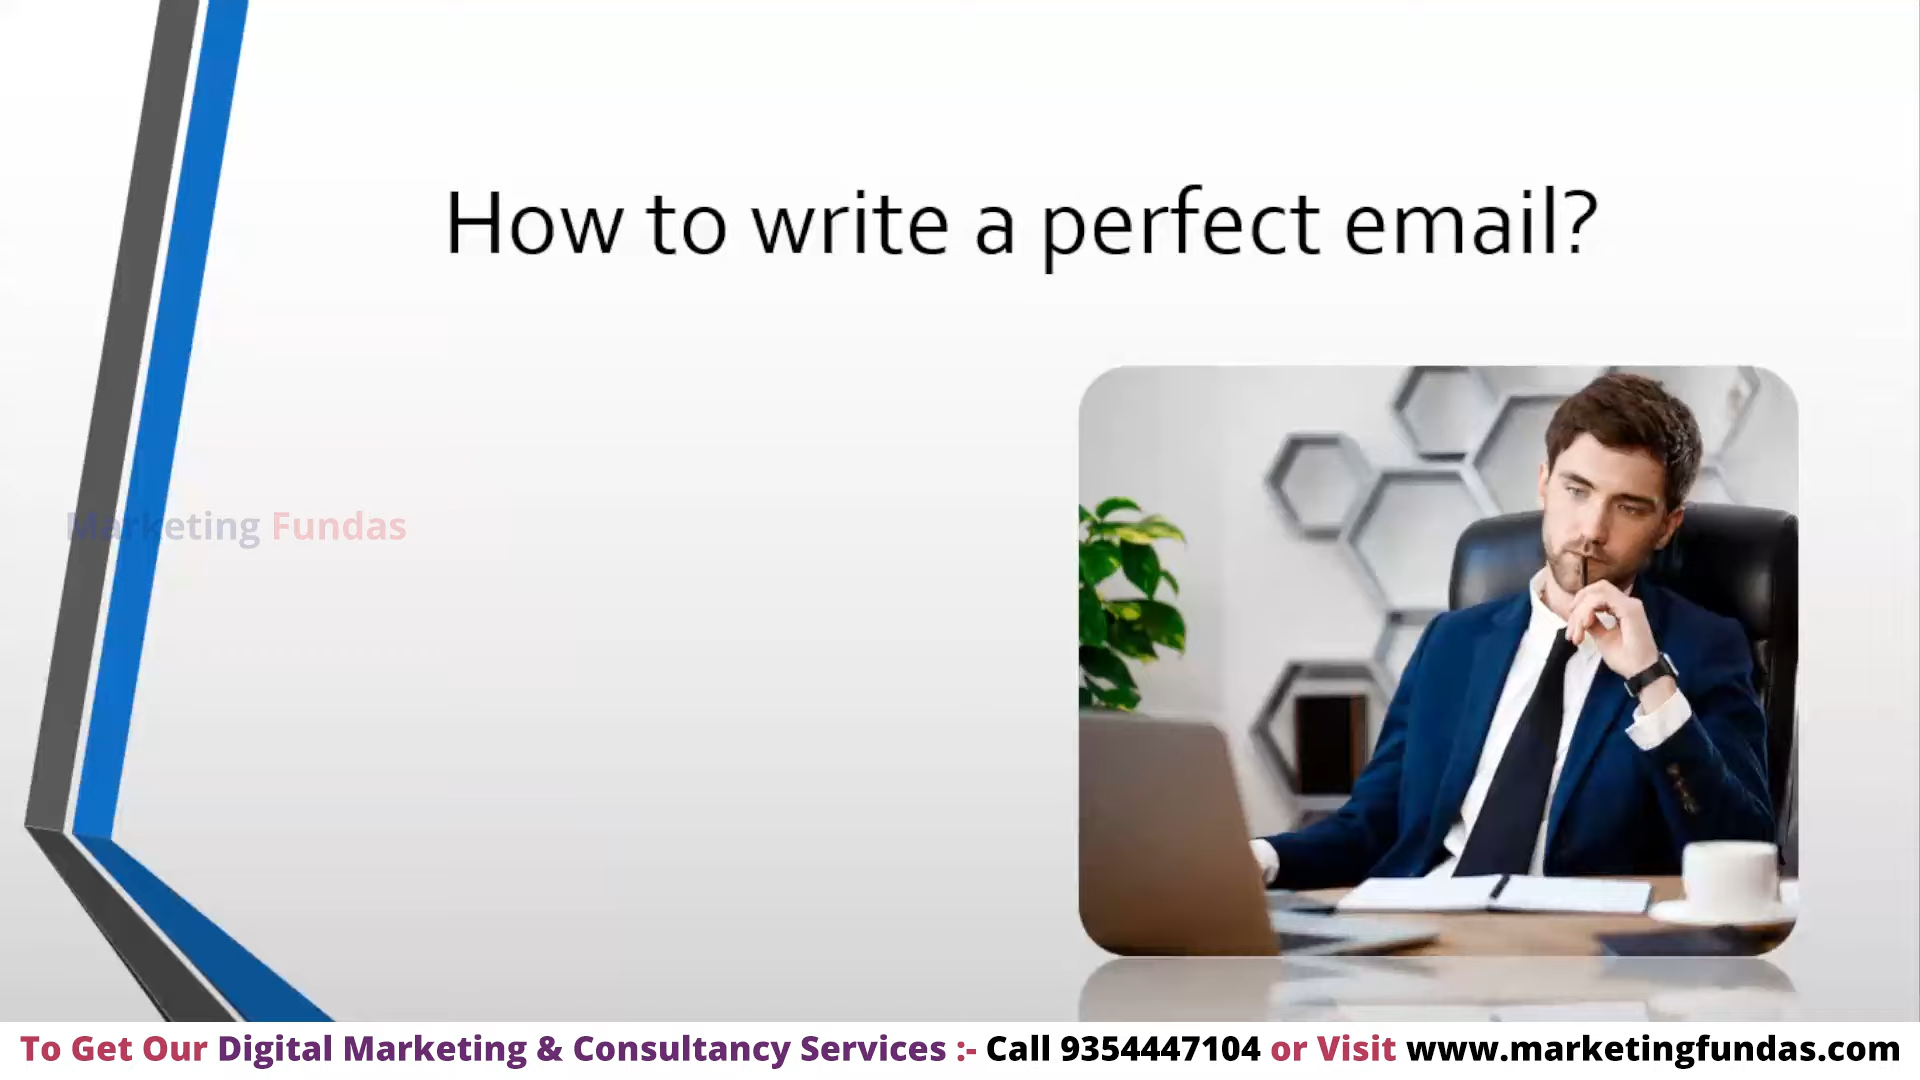 How to write a perfect email?
Marketing Fundas
To Get Our Digital Marketing & Consultancy Services :- Call 9354447104 or Visit www.marketingfundas.com